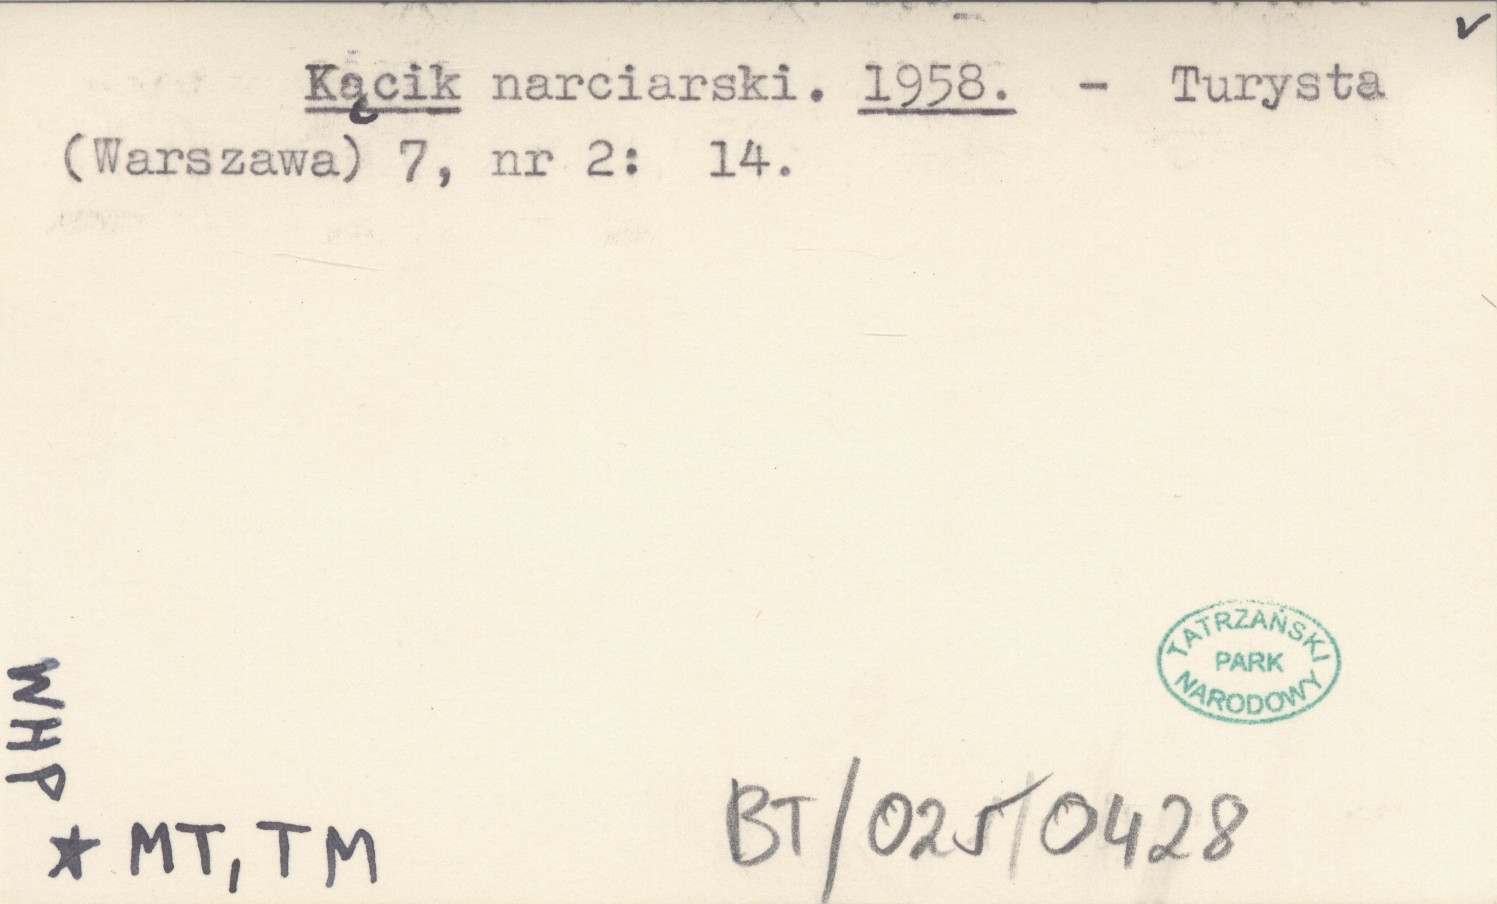 Kącik narciarski. 1958. - Turysta
(Warszawa) 7, nr 2: 14.
TATRZAŃSKI
PARK
NARODOWY
WHP
BT/025/0428
* MT, TM